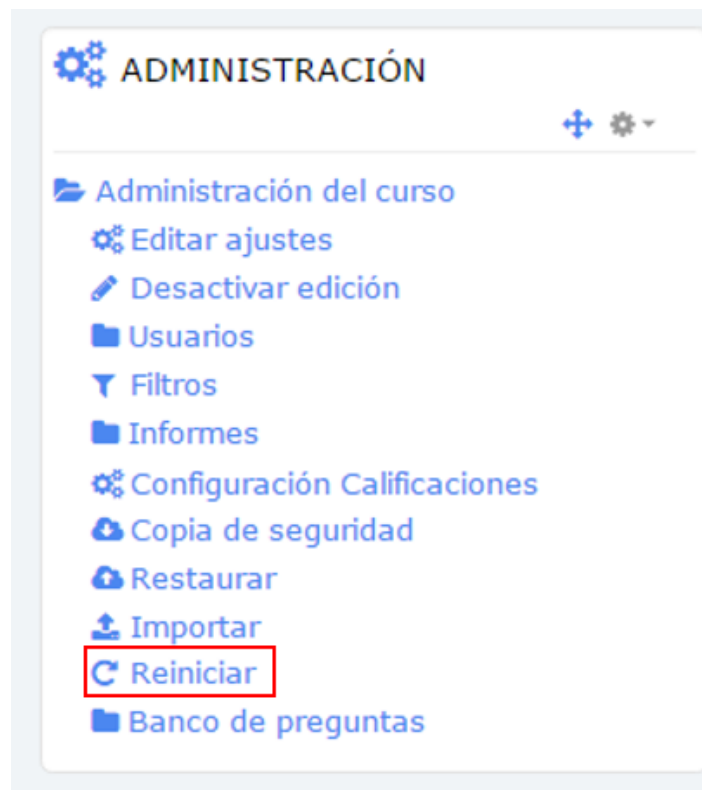 ADMINISTRACIÓN
Administración del curso
Editar ajustes
Desactivar edición
Usuarios
Filtros
Informes
Configuración Calificaciones
Copia de seguridad
Restaurar
Importar
Reiniciar
Banco de preguntas